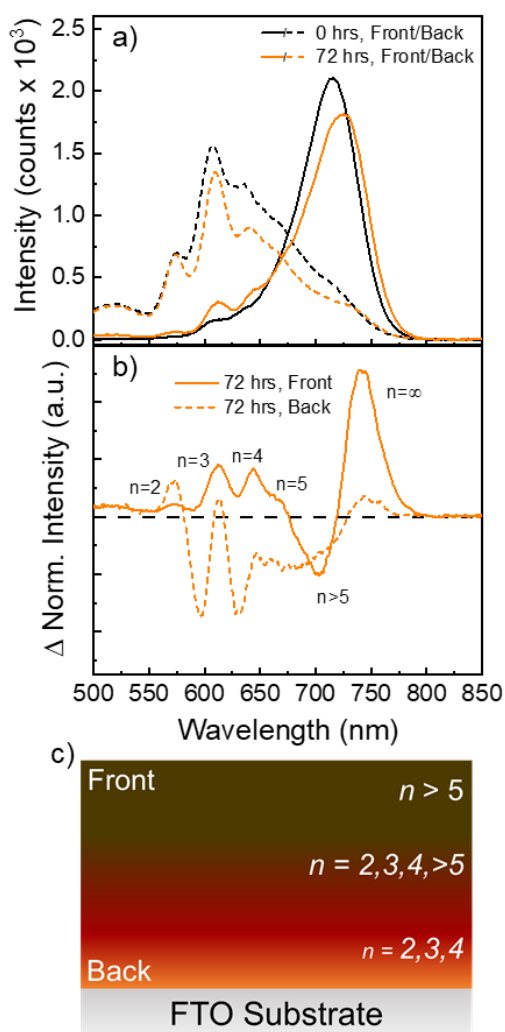 a)
0 hrs, Front/Back
72 hrs, Front/Back
Intensity (counts x 10³)
2.5
2.0
1.5
1.0
0.5
0.0
b)
72 hrs, Front
72 hrs, Back
Δ Norm. Intensity (a.u.)
n=2
n=3
n=4
n=5
n>5
n=∞
500 550 600 650 700 750 800 850
Wavelength (nm)
c)
Front
n > 5
n = 2,3,4,>5
n = 2,3,4
Back
FTO Substrate